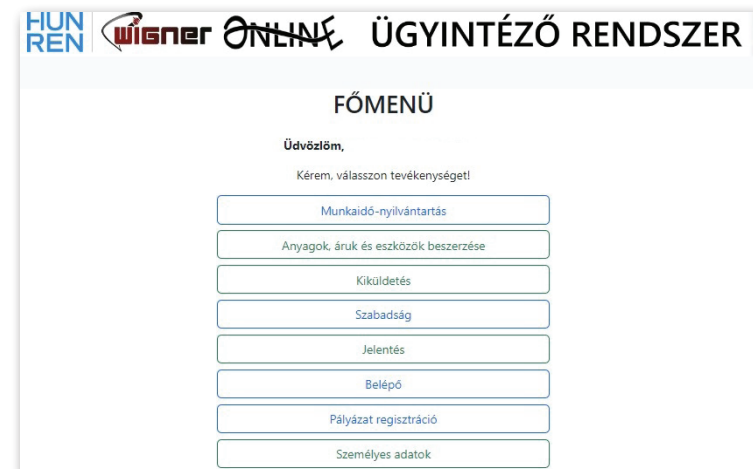 HUN REN wigner ONLINE ÜGYINTÉZŐ RENDSZER
FŐMENÜ
Üdvözlöm,
Kérem, válasszon tevékenységet!
Munkaidő-nyilvántartás
Anyagok, áruk és eszközök beszerzése
Kiküldetés
Szabadság
Jelentés
Belépő
Pályázat regisztráció
Személyes adatok